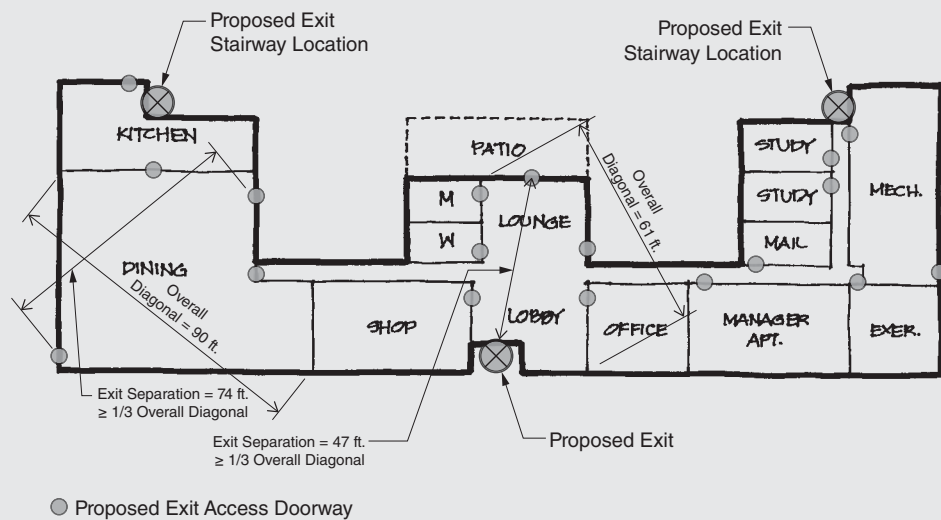 Proposed Exit
Stairway Location
Proposed Exit
Stairway Location
KITCHEN
PATIO
STUDY
Overall
Diagonal = 61 ft.
M
LOUNGE
STUDY
MECH.
W
MAIL
DINING
Overall
Diagonal = 90 ft.
SHOP
LOBBY
OFFICE
MANAGER
APT.
EXER.
Exit Separation = 74 ft.
≥ 1/3 Overall Diagonal
Exit Separation = 47 ft.
≥ 1/3 Overall Diagonal
Proposed Exit
Proposed Exit Access Doorway